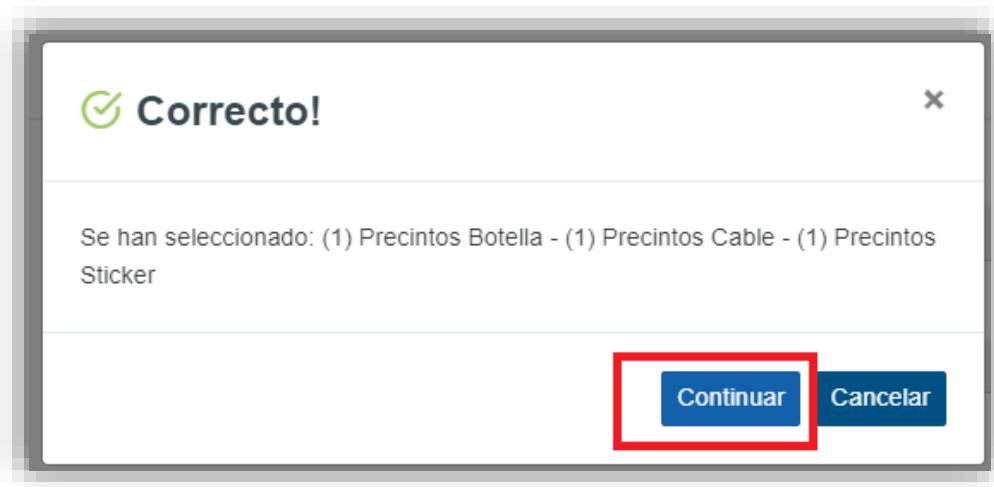 Correcto!
×
Se han seleccionado: (1) Precintos Botella - (1) Precintos Cable - (1) Precintos
Sticker
Continuar Cancelar